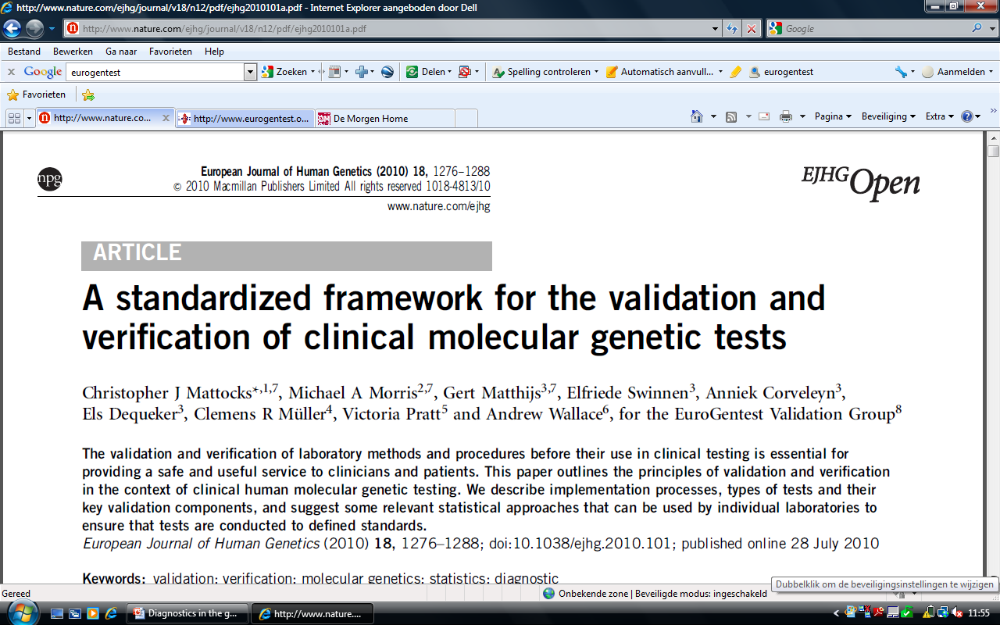 http://www.nature.com/ejhg/journal/v18/n12/pdf/ejhg2010101a.pdf - Internet Explorer aangeboden door Dell
http://www.nature.com/ejhg/journal/v18/n12/pdf/ejhg2010101a.pdf
Google
Bestand Bewerken Ga naar Favorieten Help
Google eurogentest Zoeken Delen Spelling controleren Automatisch aanvull... eurogentest Aanmelden
Favorieten
http://www.nature.co... http://www.eurogentest.o... De Morgen Home Pagina Beveiliging Extra
npg
European Journal of Human Genetics (2010) 18, 1276–1288
© 2010 Macmillan Publishers Limited All rights reserved 1018-4813/10
www.nature.com/ejhg
EJHG Open
ARTICLE
A standardized framework for the validation and
verification of clinical molecular genetic tests
Christopher J Mattocks*,1,7, Michael A Morris2,7, Gert Matthijs3,7, Elfriede Swinnen3, Anniek Corveleyn3,
Els Dequeker3, Clemens R Müller4, Victoria Pratt5 and Andrew Wallace6, for the EuroGentest Validation Group8
The validation and verification of laboratory methods and procedures before their use in clinical testing is essential for
providing a safe and useful service to clinicians and patients. This paper outlines the principles of validation and verification
in the context of clinical human molecular genetic testing. We describe implementation processes, types of tests and their
key validation components, and suggest some relevant statistical approaches that can be used by individual laboratories to
ensure that tests are conducted to defined standards.
European Journal of Human Genetics (2010) 18, 1276–1288; doi:10.1038/ejhg.2010.101; published online 28 July 2010
Keywords: validation; verification; molecular genetics; statistics; diagnostic
Dubbelklik om de beveiligingsinstellingen te wijzigen
Gereed Onbekende zone | Beveiligde modus: ingeschakeld
Diagnostics in the g... http://www.nature.... 11:55